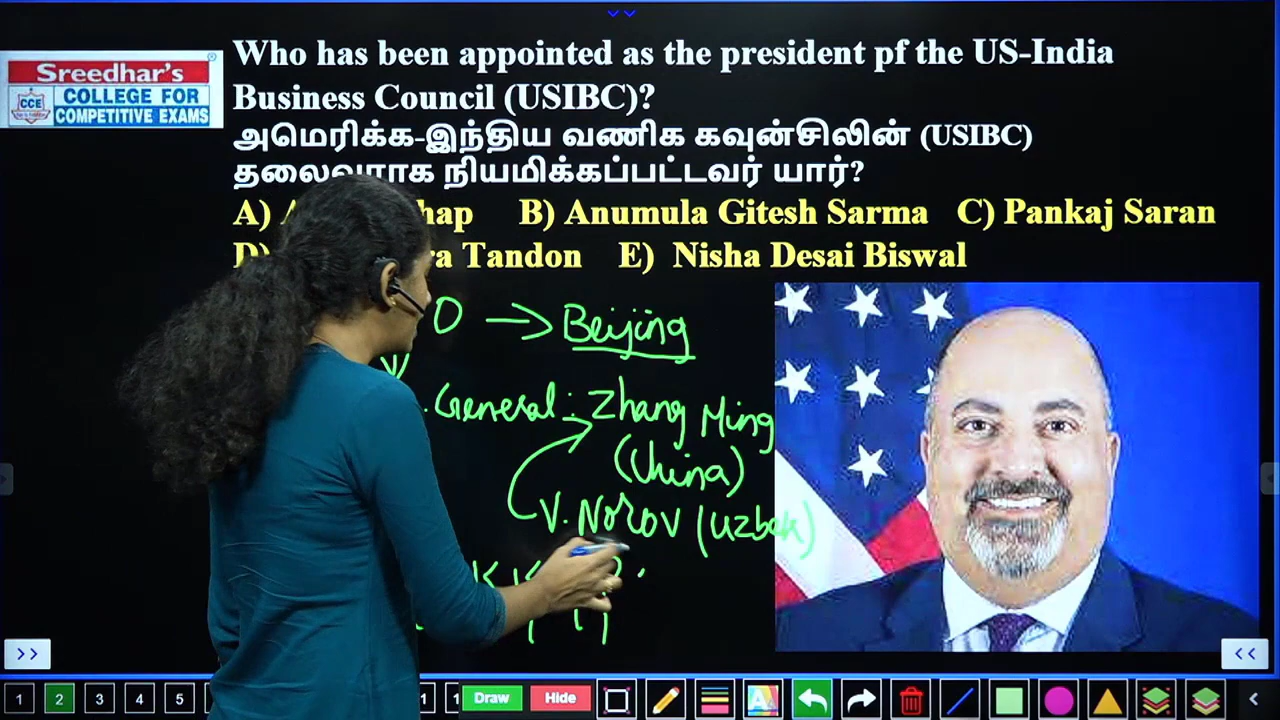 Sreedhar's
CCE
COLLEGE FOR
COMPETITIVE EXAMS
Who has been appointed as the president pf the US-India
Business Council (USIBC)?
அமெரிக்க-இந்திய வணிக கவுன்சிலின் (USIBC)
தலைவராக நியமிக்கப்பட்டவர் யார்?
A) B) Anumula Gitesh Sarma C) Pankaj Saran
D) Tandon E) Nisha Desai Biswal
O → Beijing
General : Zhang Ming
(China)
V. Norov (Uzbek)
>>
<<
1 2 3 4 5 Draw Hide